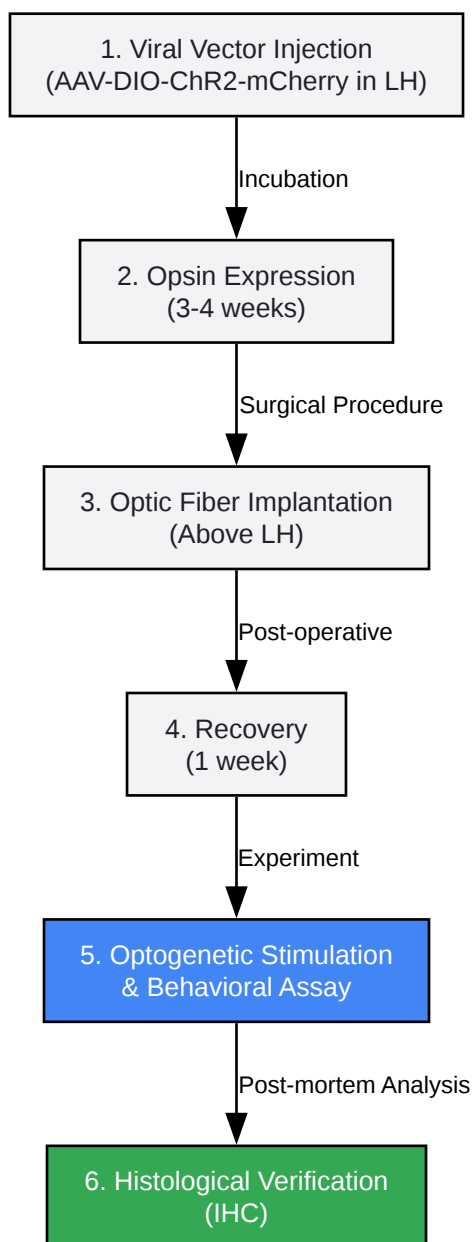 1. Viral Vector Injection
(AAV-DIO-ChR2-mCherry in LH)
Incubation
2. Opsin Expression
(3-4 weeks)
Surgical Procedure
3. Optic Fiber Implantation
(Above LH)
Post-operative
4. Recovery
(1 week)
Experiment
5. Optogenetic Stimulation
& Behavioral Assay
Post-mortem Analysis
6. Histological Verification
(IHC)